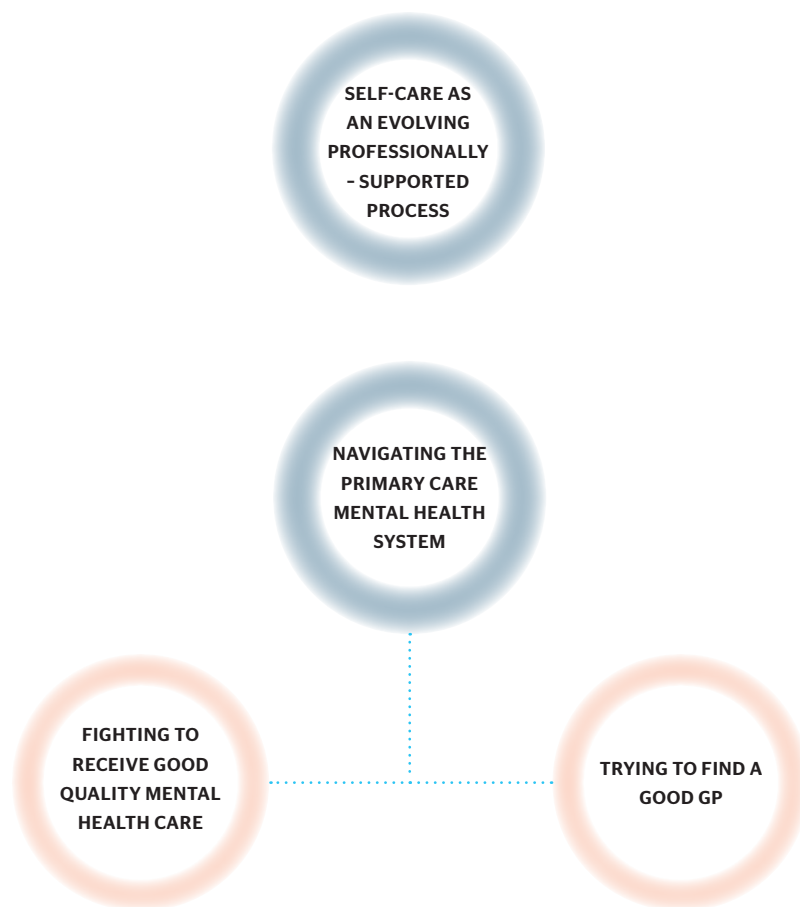 SELF-CARE AS
AN EVOLVING
PROFESSIONALLY
– SUPPORTED
PROCESS
NAVIGATING THE
PRIMARY CARE
MENTAL HEALTH
SYSTEM
FIGHTING TO
RECEIVE GOOD
QUALITY MENTAL
HEALTH CARE
TRYING TO FIND A
GOOD GP